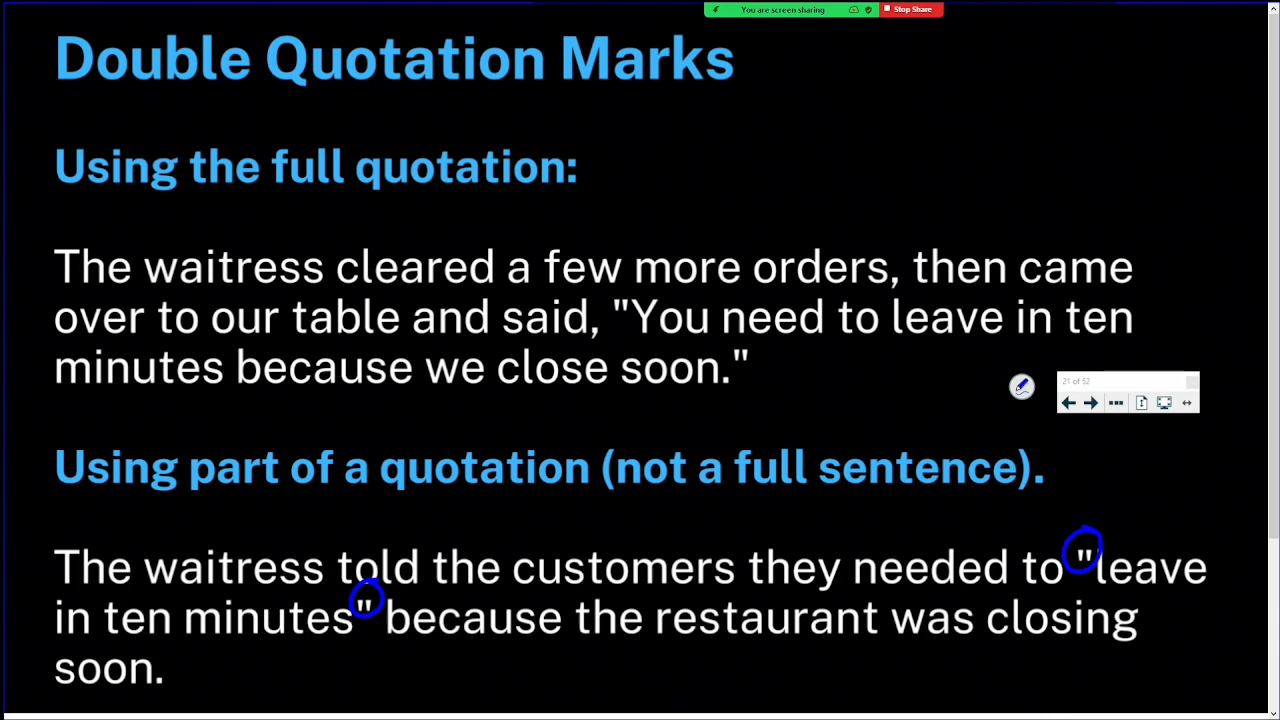 You are screen sharing
Stop Share
Double Quotation Marks
Using the full quotation:
The waitress cleared a few more orders, then came
over to our table and said, "You need to leave in ten
minutes because we close soon."
21 of 52
Using part of a quotation (not a full sentence).
The waitress told the customers they needed to "leave
in ten minutes" because the restaurant was closing
soon.